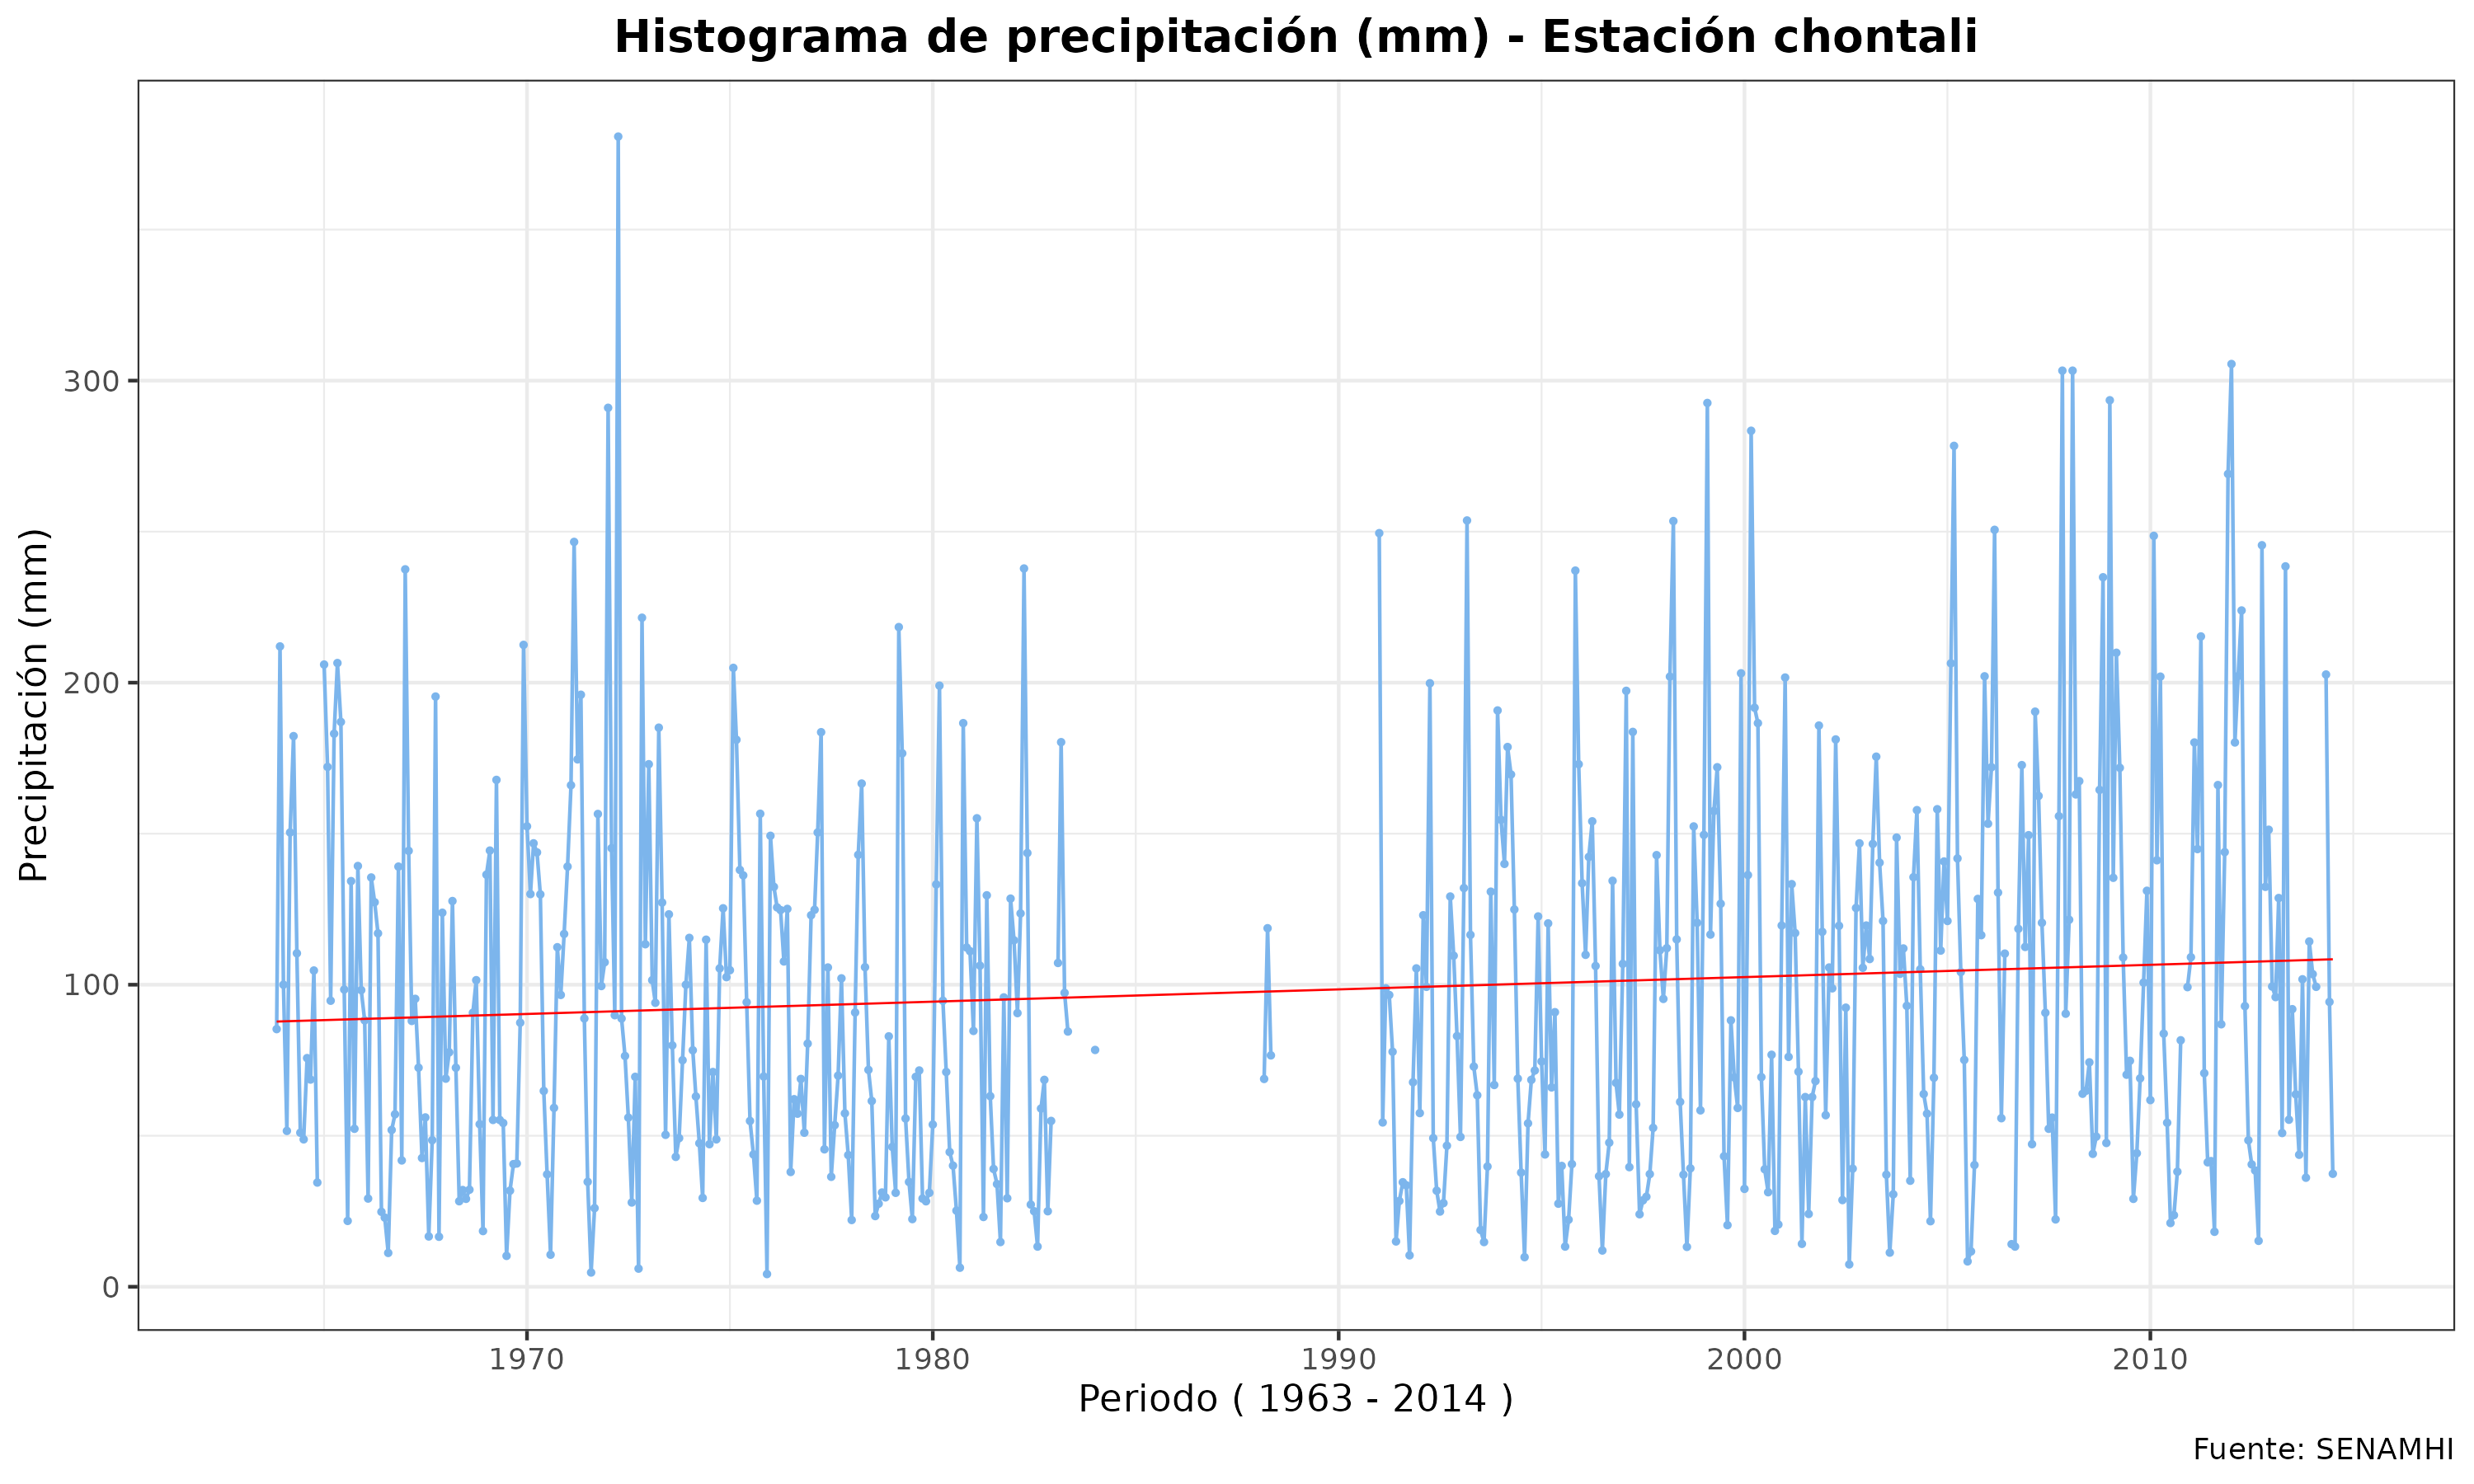 Histograma de precipitación (mm) - Estación chontali
Precipitación (mm)
300
200
100
0
1970
1980
1990
2000
2010
Periodo ( 1963 - 2014 )
Fuente: SENAMHI